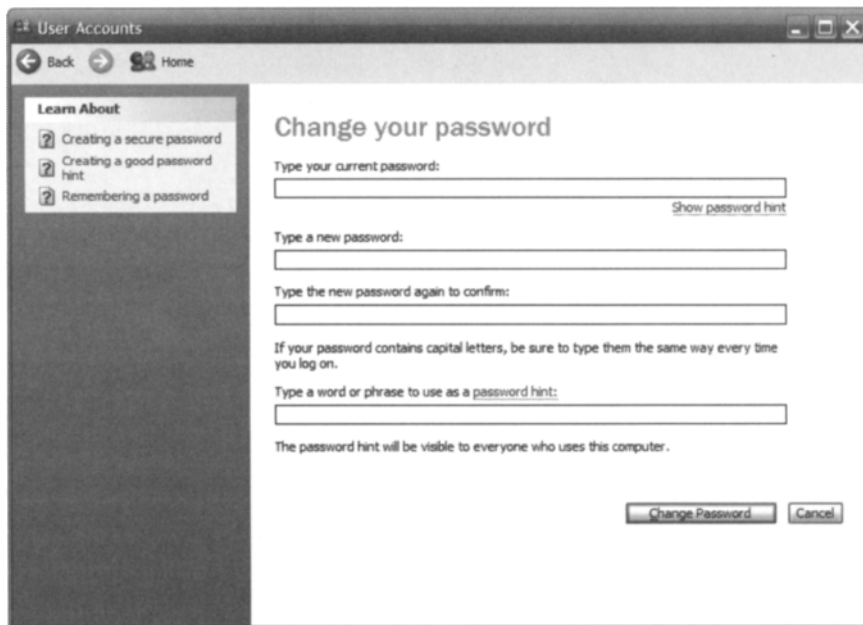 User Accounts
Back
Home
Learn About
Creating a secure password
Creating a good password
hint
Remembering a password
Change your password
Type your current password:
Show password hint
Type a new password:
Type the new password again to confirm:
If your password contains capital letters, be sure to type them the same way every time
you log on.
Type a word or phrase to use as a password hint:
The password hint will be visible to everyone who uses this computer.
Change Password
Cancel